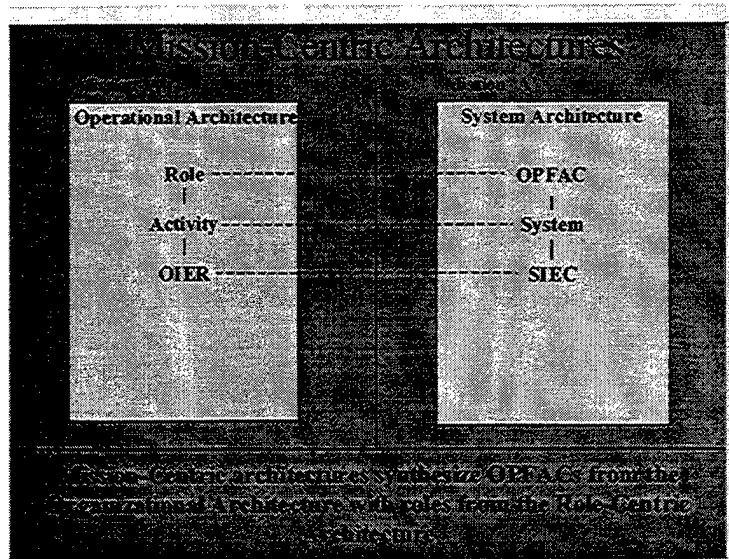 Mission-Centric Architectures
Operational Architecture System Architecture
Role OPFAC
Activity System
OIER SIEC
Mission-Centric architectures synthesize OPFACs from the
Organizational Architecture with roles from the Role-Centric
Architecture.